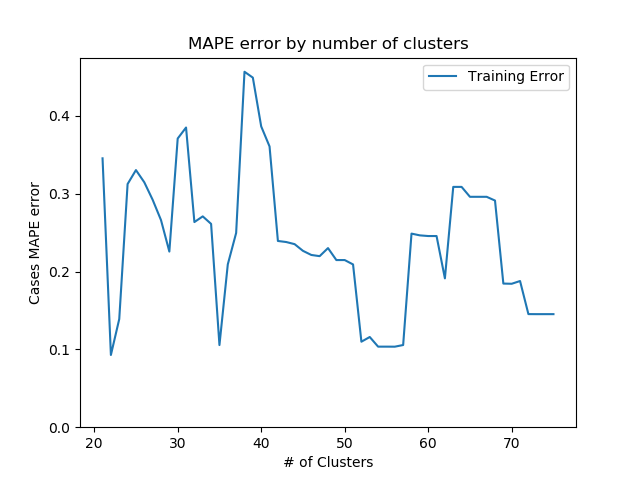 MAPE error by number of clusters
Training Error
Cases MAPE error
0.4
0.3
0.2
0.1
0.0
20 30 40 50 60 70
# of Clusters